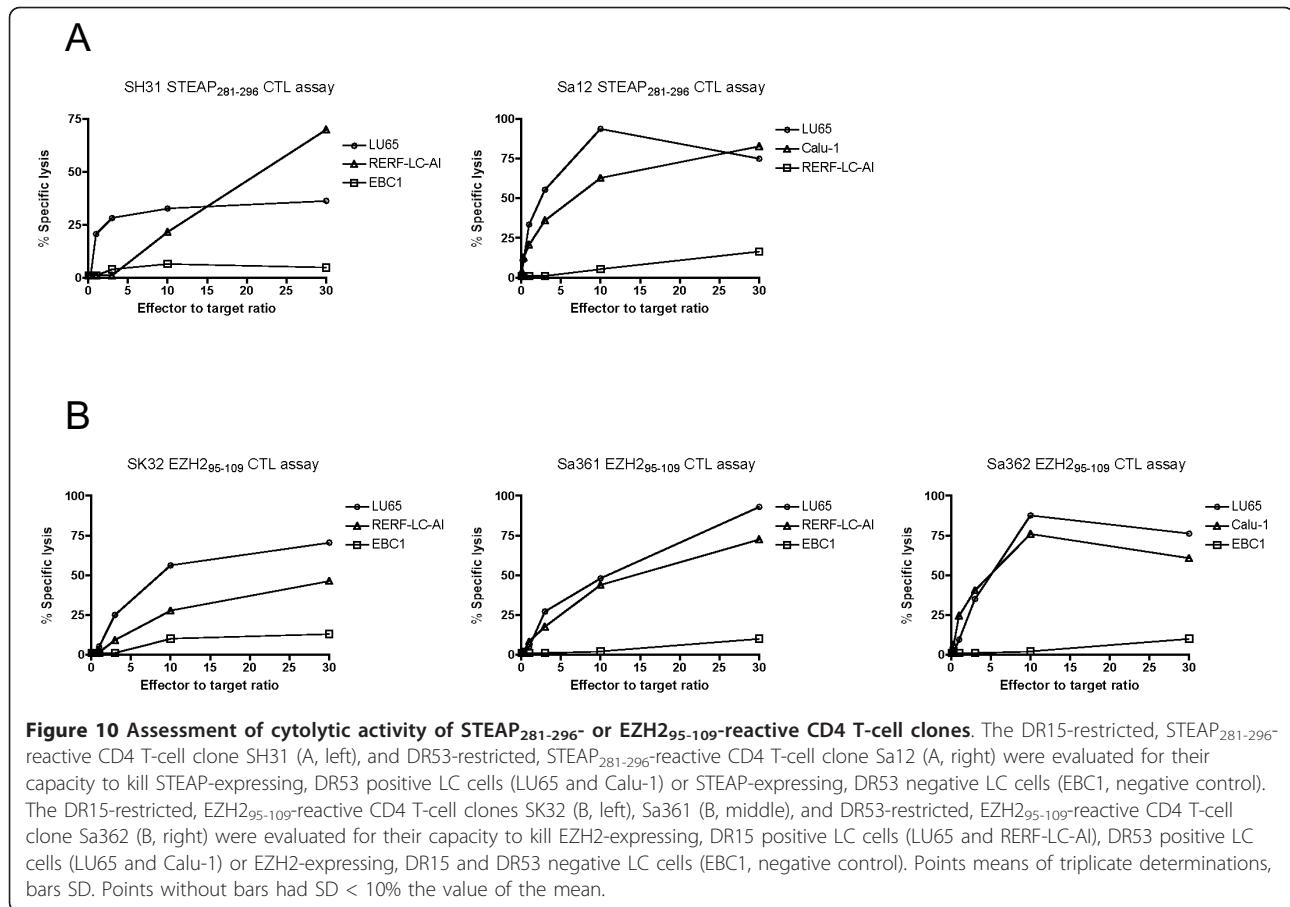 A
SH31 STEAP281-296 CTL assay
75
50
25
0
% Specific lysis
0 5 10 15 20 25 30
Effector to target ratio
LU65
RERF-LC-AI
EBC1
Sa12 STEAP281-296 CTL assay
100
75
50
25
0
% Specific lysis
0 5 10 15 20 25 30
Effector to target ratio
LU65
Calu-1
RERF-LC-AI
B
SK32 EZH295-109 CTL assay
100
75
50
25
0
% Specific lysis
0 5 10 15 20 25 30
Effector to target ratio
LU65
RERF-LC-AI
EBC1
Sa361 EZH295-109 CTL assay
100
75
50
25
0
% Specific lysis
0 5 10 15 20 25 30
Effector to target ratio
LU65
RERF-LC-AI
EBC1
Sa362 EZH295-109 CTL assay
100
75
50
25
0
% Specific lysis
0 5 10 15 20 25 30
Effector to target ratio
LU65
Calu-1
EBC1
Figure 10 Assessment of cytolytic activity of STEAP281-296- or EZH295-109-reactive CD4 T-cell clones. The DR15-restricted, STEAP281-296-
reactive CD4 T-cell clone SH31 (A, left), and DR53-restricted, STEAP281-296-reactive CD4 T-cell clone Sa12 (A, right) were evaluated for their
capacity to kill STEAP-expressing, DR53 positive LC cells (LU65 and Calu-1) or STEAP-expressing, DR53 negative LC cells (EBC1, negative control).
The DR15-restricted, EZH295-109-reactive CD4 T-cell clones SK32 (B, left), Sa361 (B, middle), and DR53-restricted, EZH295-109-reactive CD4 T-cell
clone Sa362 (B, right) were evaluated for their capacity to kill EZH2-expressing, DR15 positive LC cells (LU65 and RERF-LC-AI), DR53 positive LC
cells (LU65 and Calu-1) or EZH2-expressing, DR15 and DR53 negative LC cells (EBC1, negative control). Points means of triplicate determinations,
bars SD. Points without bars had SD < 10% the value of the mean.